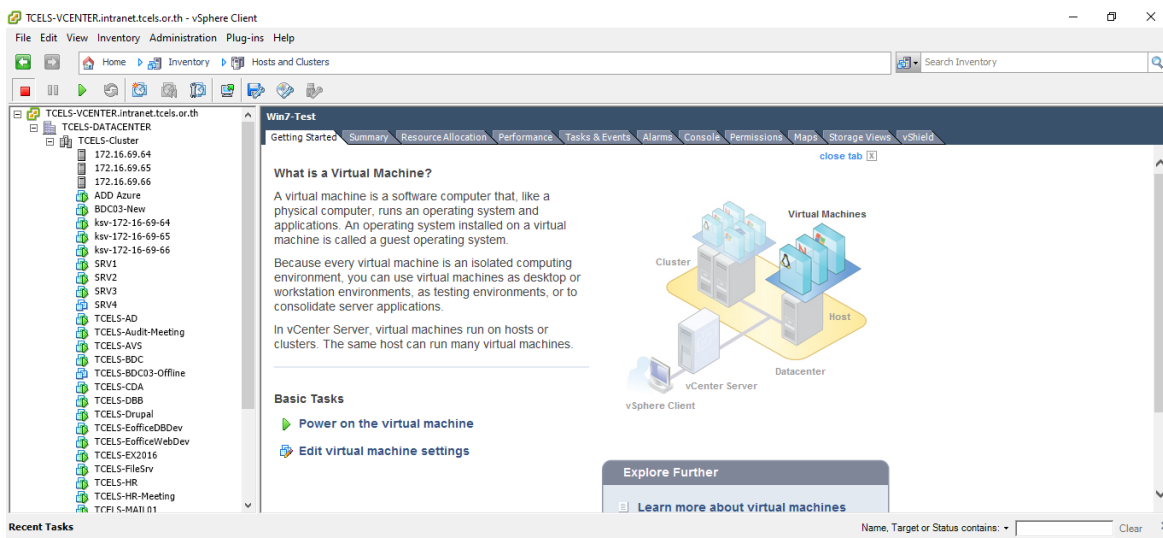 TCELS-VCENTER.intranet.tcels.or.th - vSphere Client
File Edit View Inventory Administration Plug-ins Help
Home Inventory Hosts and Clusters
Search Inventory
TCELS-VCENTER.intranet.tcels.or.th
TCELS-DATACENTER
TCELS-Cluster
172.16.69.64
172.16.69.65
172.16.69.66
ADD Azure
BDC03-New
ksv-172-16-69-64
ksv-172-16-69-65
ksv-172-16-69-66
SRV1
SRV2
SRV3
SRV4
TCELS-AD
TCELS-Audit-Meeting
TCELS-AVS
TCELS-BDC
TCELS-BDC03-Offline
TCELS-CDA
TCELS-DBB
TCELS-Drupal
TCELS-EofficeDBDev
TCELS-EofficeWebDev
TCELS-EX2016
TCELS-FileSrv
TCELS-HR
TCELS-HR-Meeting
TCELS-MAIL01
Win7-Test
Getting Started Summary Resource Allocation Performance Tasks & Events Alarms Console Permissions Maps Storage Views vShield
close tab X
What is a Virtual Machine?
A virtual machine is a software computer that, like a
physical computer, runs an operating system and
applications. An operating system installed on a virtual
machine is called a guest operating system.
Because every virtual machine is an isolated computing
environment, you can use virtual machines as desktop or
workstation environments, as testing environments, or to
consolidate server applications.
In vCenter Server, virtual machines run on hosts or
clusters. The same host can run many virtual machines.
Basic Tasks
Power on the virtual machine
Edit virtual machine settings
Virtual Machines
Cluster
Host
Datacenter
vCenter Server
vSphere Client
Explore Further
Learn more about virtual machines
Recent Tasks
Name, Target or Status contains:
Clear